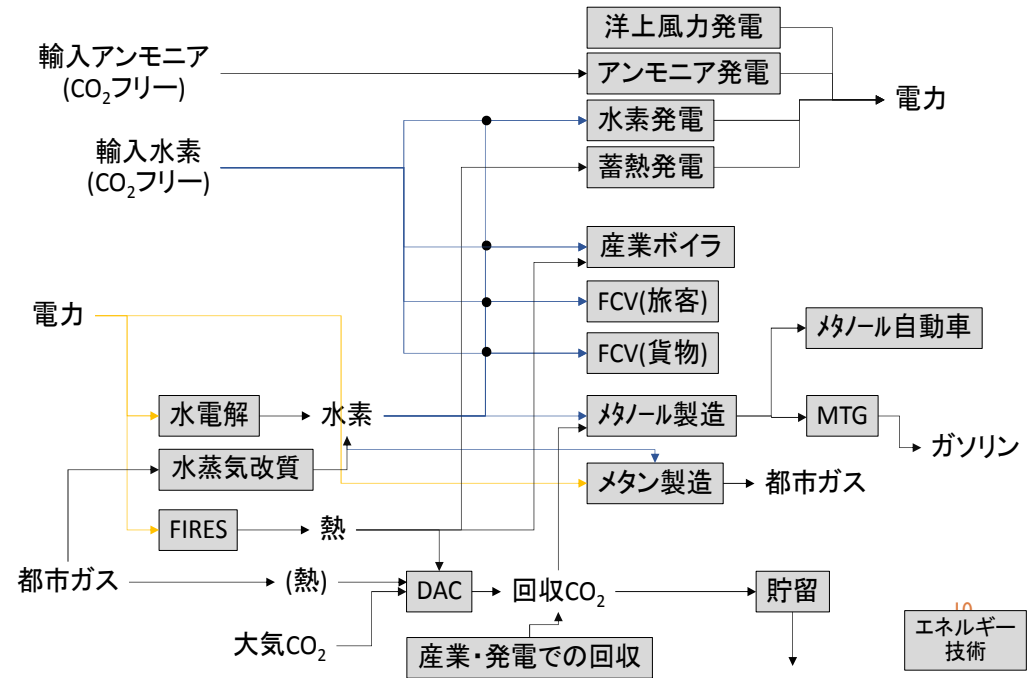 洋上風力発電
輸入アンモニア
(CO2フリー)
アンモニア発電
電力
水素発電
輸入水素
(CO2フリー)
蓄熱発電
産業ボイラ
FCV(旅客)
電力
ﾒﾀﾉｰﾙ自動車
FCV(貨物)
水電解
水素
ﾒﾀﾉｰﾙ製造
MTG
ガソリン
水蒸気改質
メタン製造
都市ガス
FIRES
熱
都市ガス
(熱)
DAC
回収CO2
貯留
大気CO2
産業・発電での回収
エネルギー
技術